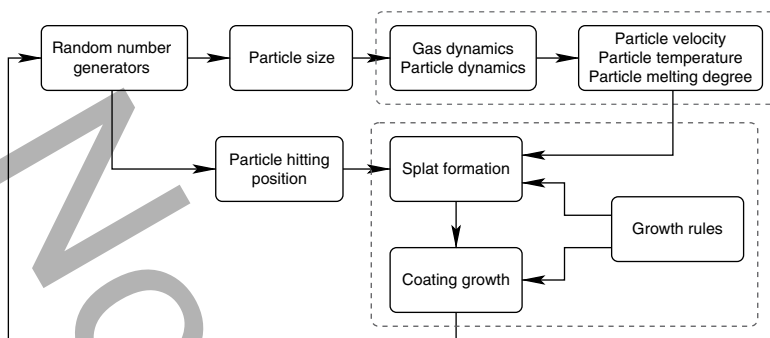 Random number
generators
Particle size
Gas dynamics
Particle dynamics
Particle velocity
Particle temperature
Particle melting degree
Particle hitting
position
Splat formation
Growth rules
Coating growth
No